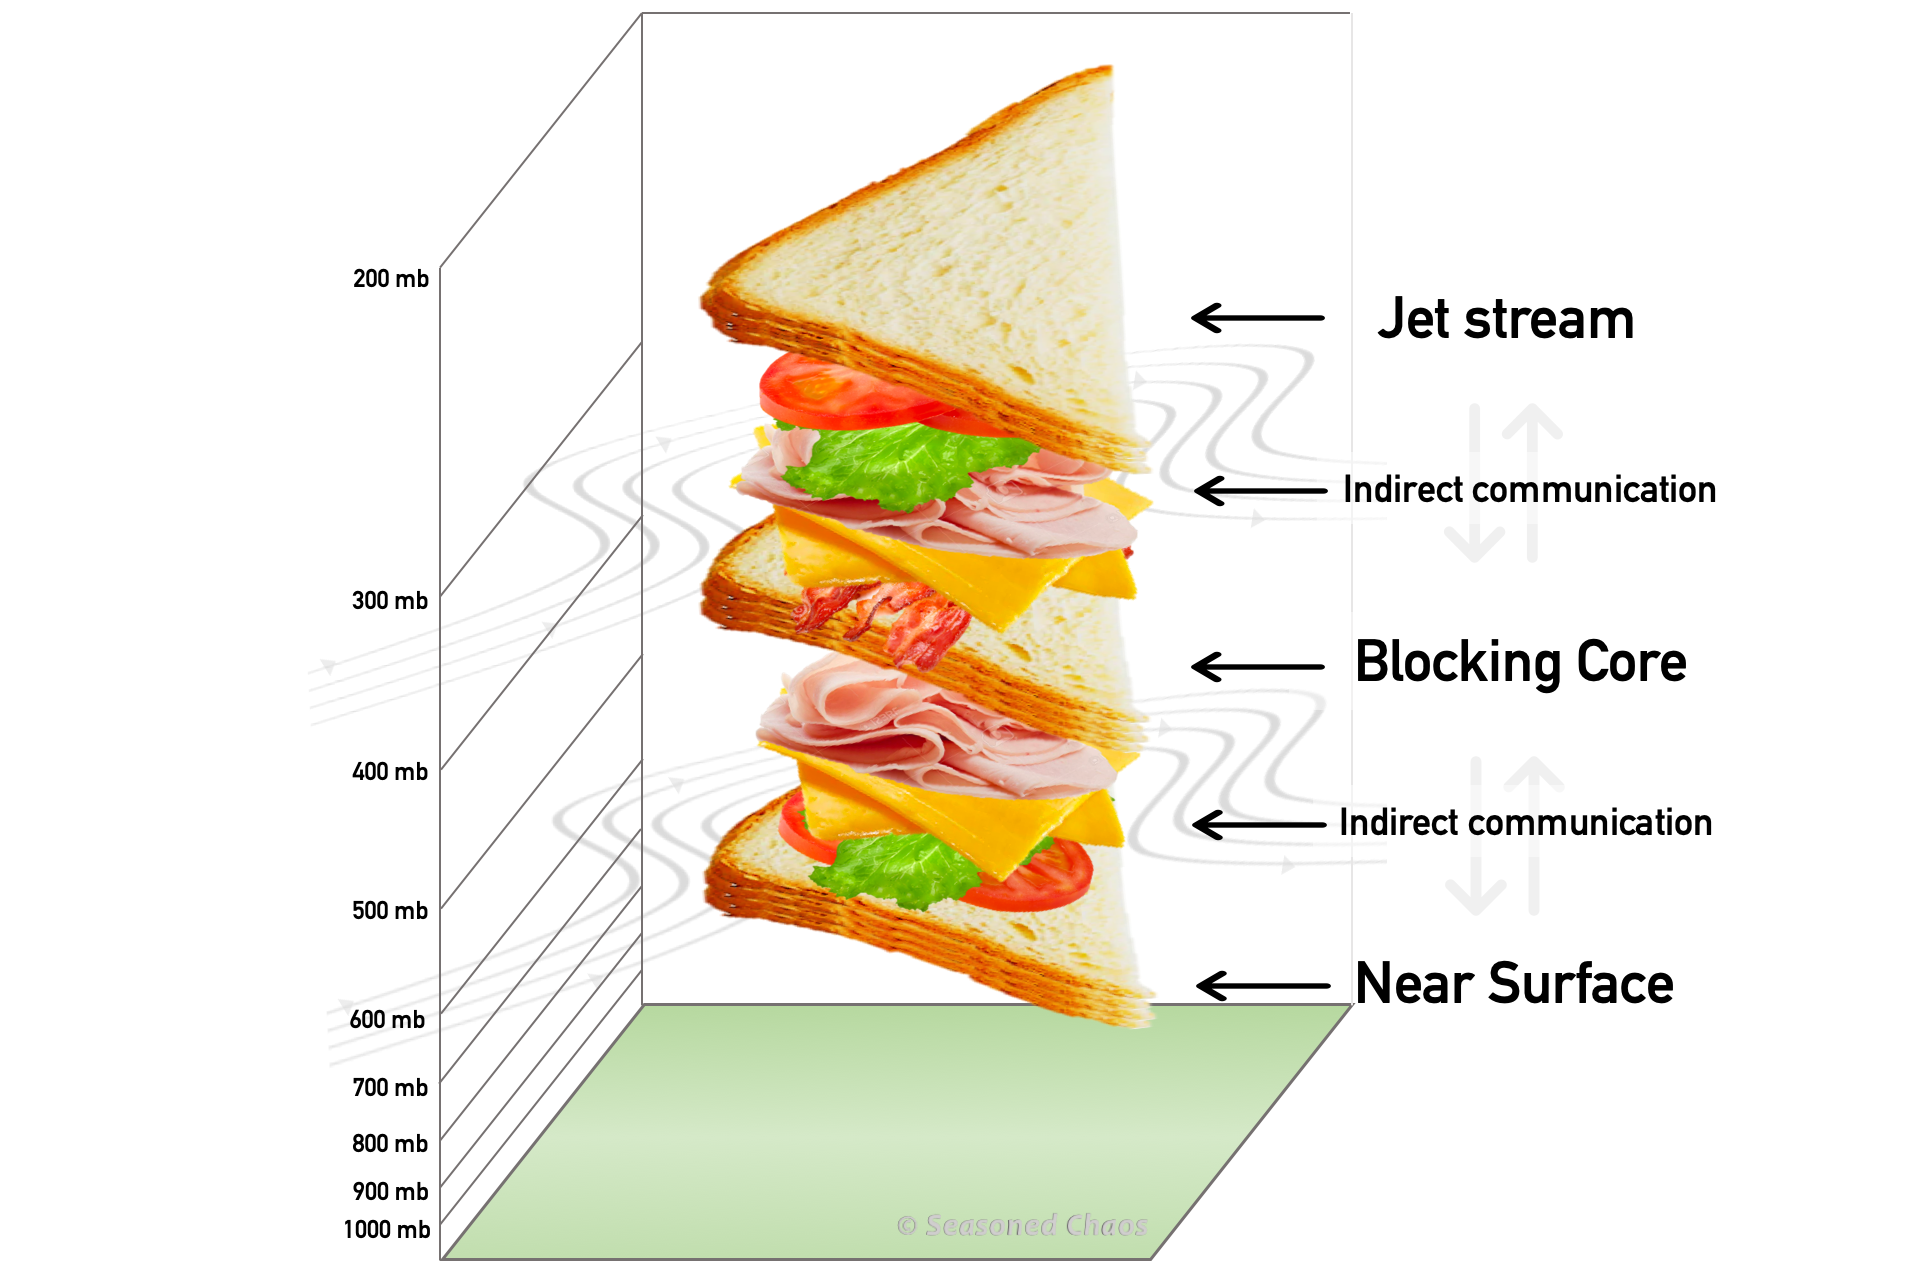 200 mb
300 mb
400 mb
500 mb
600 mb
700 mb
800 mb
900 mb
1000 mb
Jet stream
Indirect communication
Blocking Core
Indirect communication
Near Surface
© Seasoned Chaos